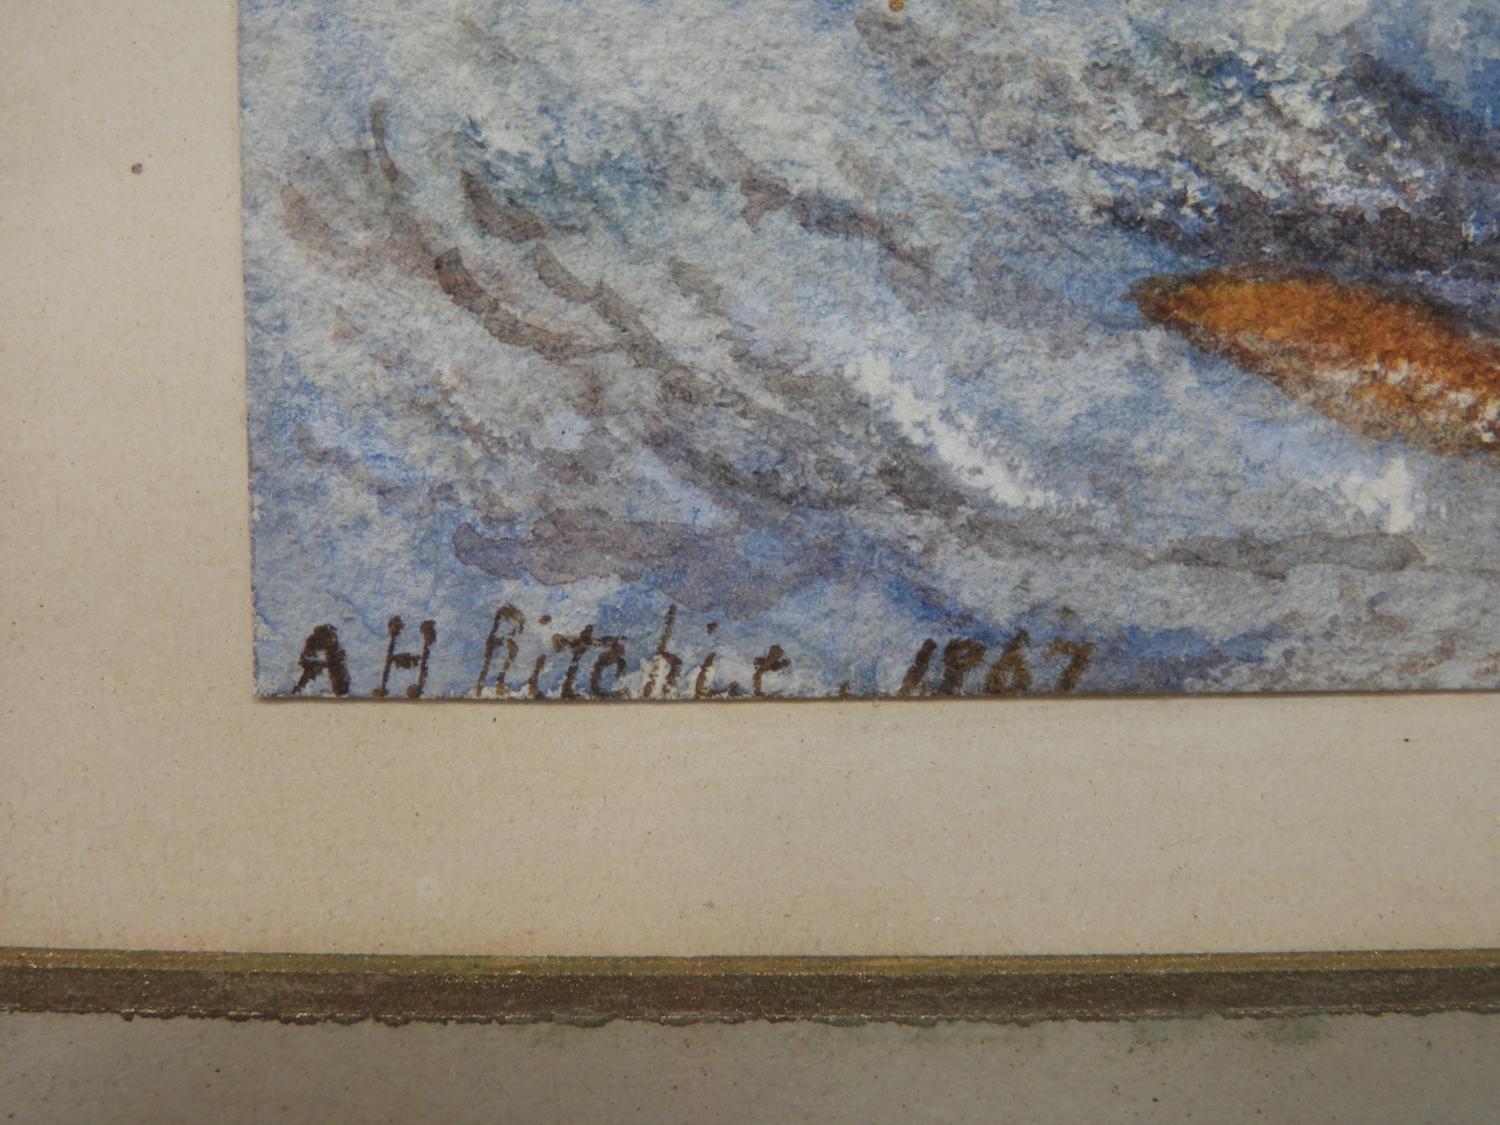 A H Ritchie . 1867